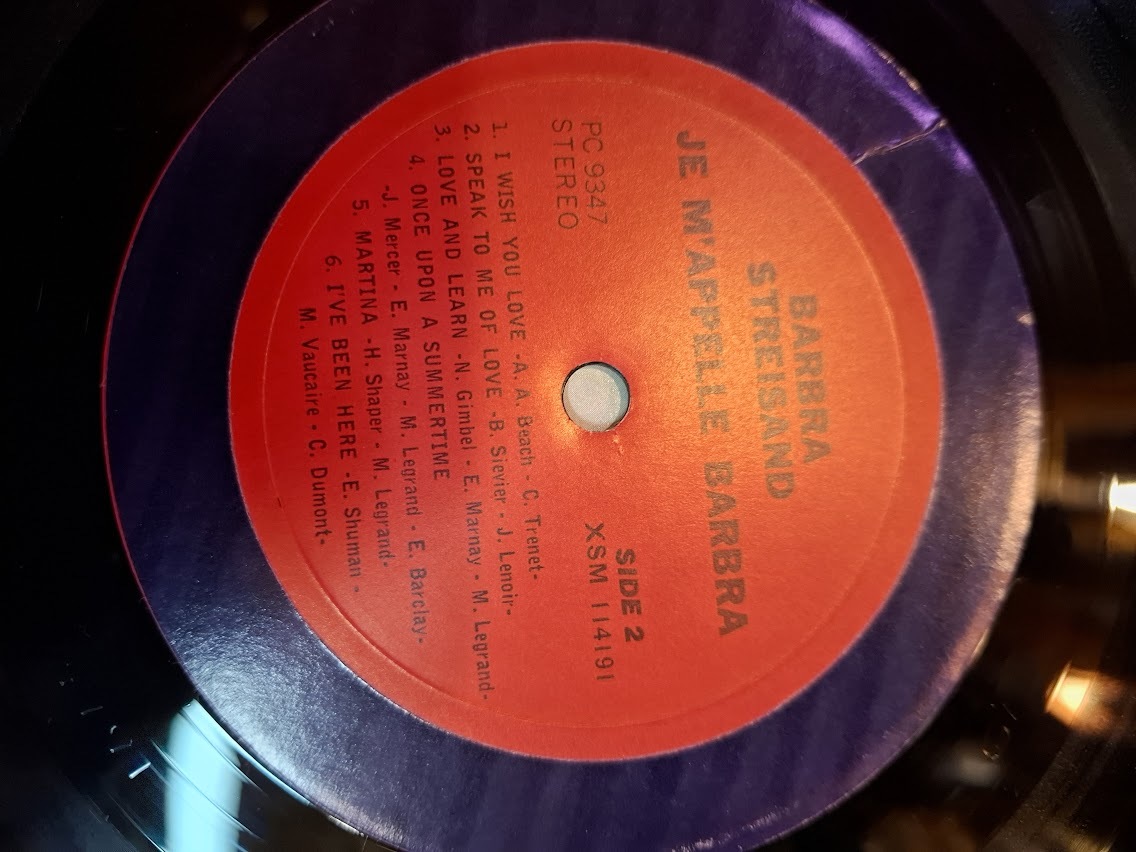 BARBRA
STREISAND
JE M'APPELLE BARBRA
PC 9347
STEREO
SIDE 2
XSM 114191
1. I WISH YOU LOVE -A. A. Beach - C. Trenet-
2. SPEAK TO ME OF LOVE -B. Sievier - J. Lenoir-
3. LOVE AND LEARN -N. Gimbel - E. Marnay - M. Legrand-
4. ONCE UPON A SUMMERTIME
-J. Mercer - E. Marnay - M. Legrand - E. Barclay-
5. MARTINA -H. Shaper - M. Legrand-
6. I'VE BEEN HERE -E. Shuman -
M. Vaucaire - C. Dumont-